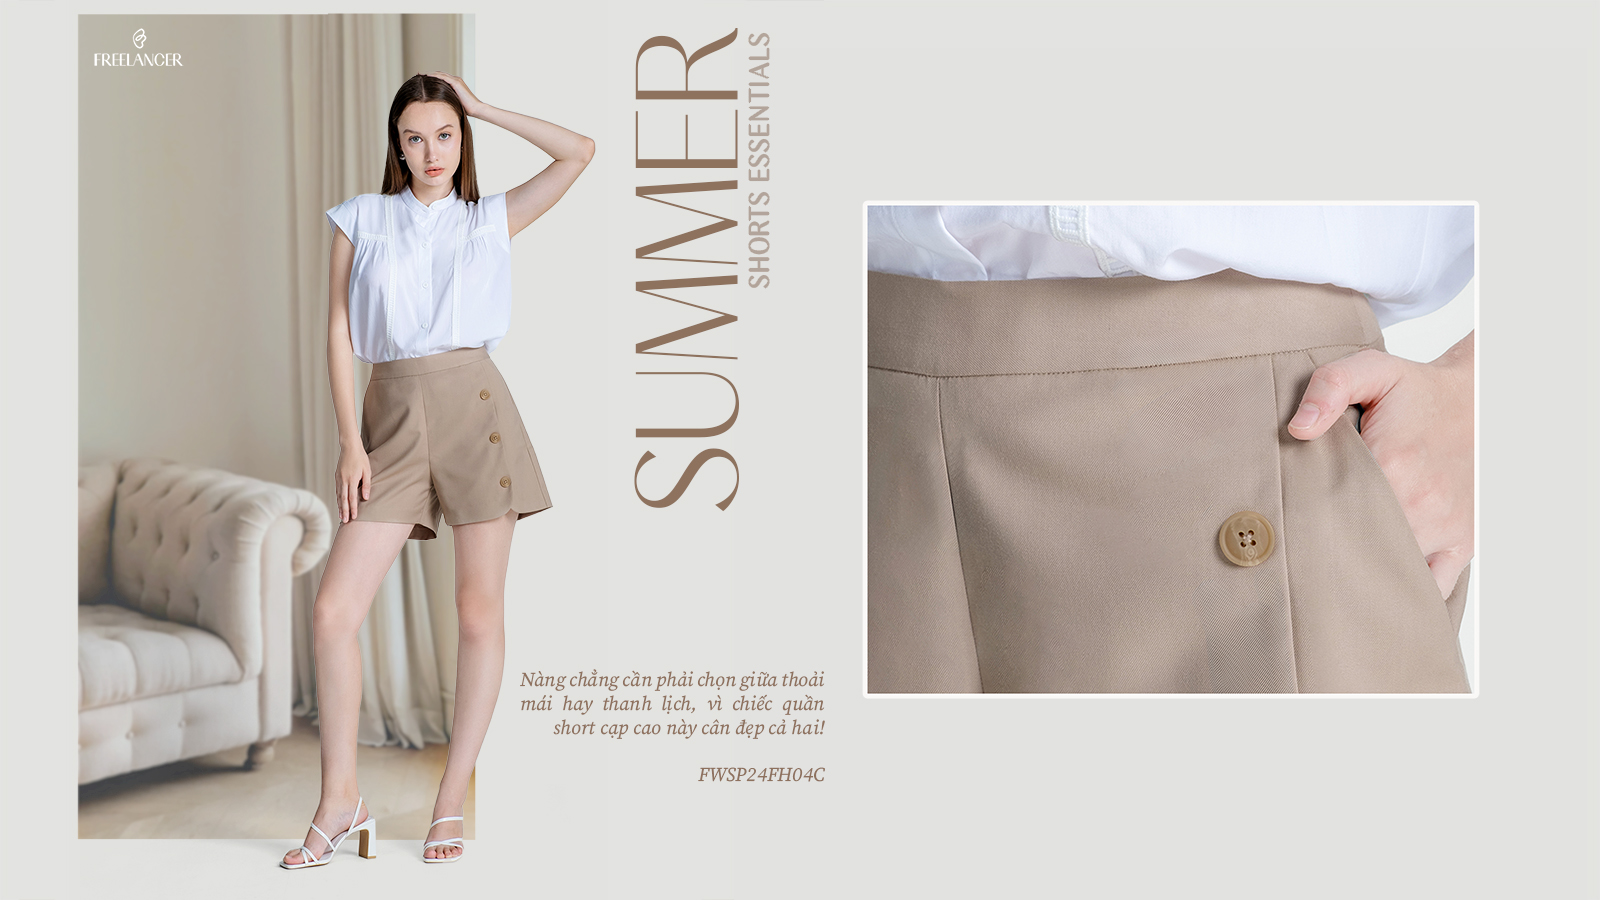 FREELANCER
SUMMER
SHORTS ESSENTIALS
Nàng chẳng cần phải chọn giữa thoải
mái hay thanh lịch, vì chiếc quần
short cạp cao này cân đẹp cả hai!
FWSP24FH04C